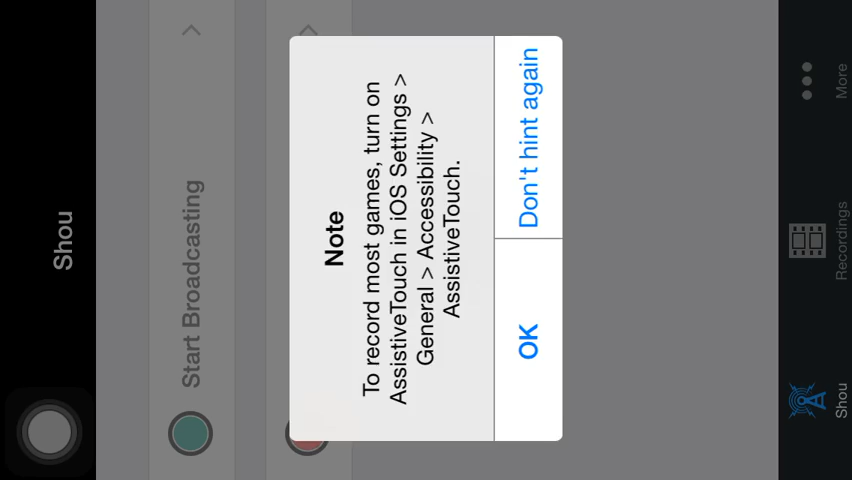 Shou
Start Broadcasting
Note
To record most games, turn on
AssistiveTouch in iOS Settings >
General > Accessibility >
AssistiveTouch.
OK
Don't hint again
Shou
Recordings
More